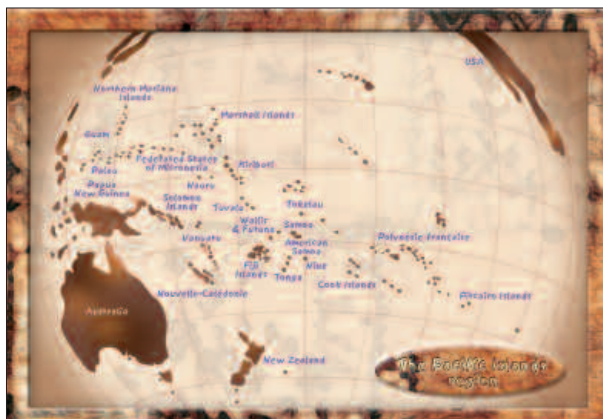 USA
Northern Mariana
Islands
Marshall Islands
Guam
Federated States
of Micronesia
Kiribati
Palau
Papua
New Guinea
Nauru
Solomon
Islands
Tuvalu
Tokelau
Wallis
& Futuna
Samoa
Vanuatu
American
Samoa
Polynésie Française
Fiji
Islands
Niue
Tonga
Cook Islands
Nouvelle-Calédonie
Pitcairn Islands
Australia
New Zealand
The Pacific Islands
region